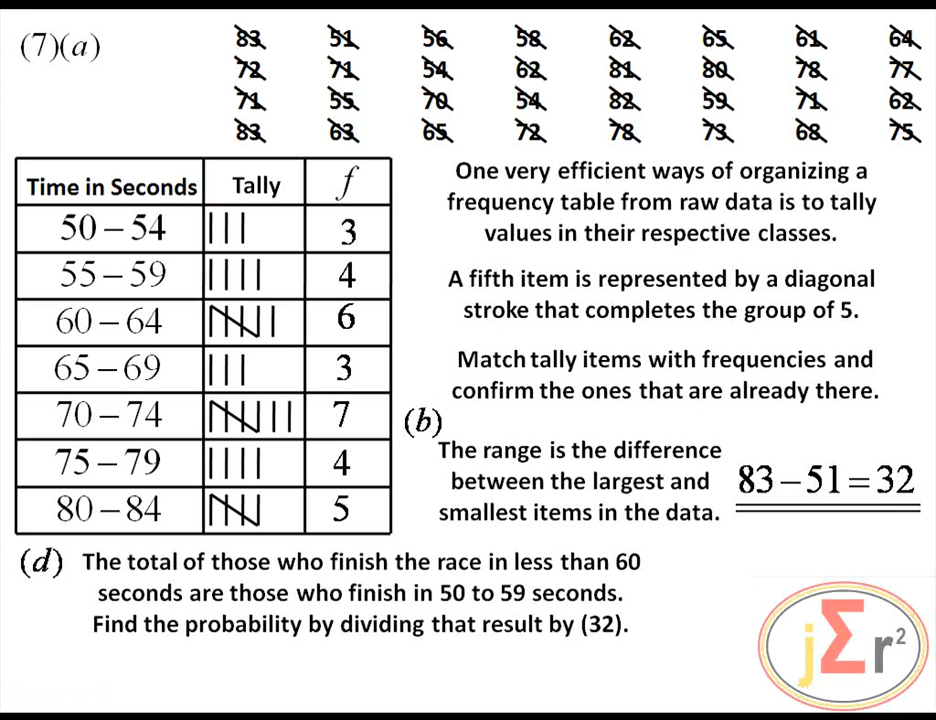 (7)(a)
83 51 56 58 62 65 61 64
72 71 54 62 81 80 78 77
71 55 70 54 82 59 71 62
83 63 65 72 78 73 68 75
Time in Seconds Tally f
50 – 54 3
55 – 59 4
60 – 64 6
65 – 69 3
70 – 74 7
75 – 79 4
80 – 84 5
One very efficient ways of organizing a
frequency table from raw data is to tally
values in their respective classes.
A fifth item is represented by a diagonal
stroke that completes the group of 5.
Match tally items with frequencies and
confirm the ones that are already there.
(b)
The range is the difference
between the largest and
smallest items in the data.
83 – 51 = 32
(d) The total of those who finish the race in less than 60
seconds are those who finish in 50 to 59 seconds.
Find the probability by dividing that result by (32).
jΣr²